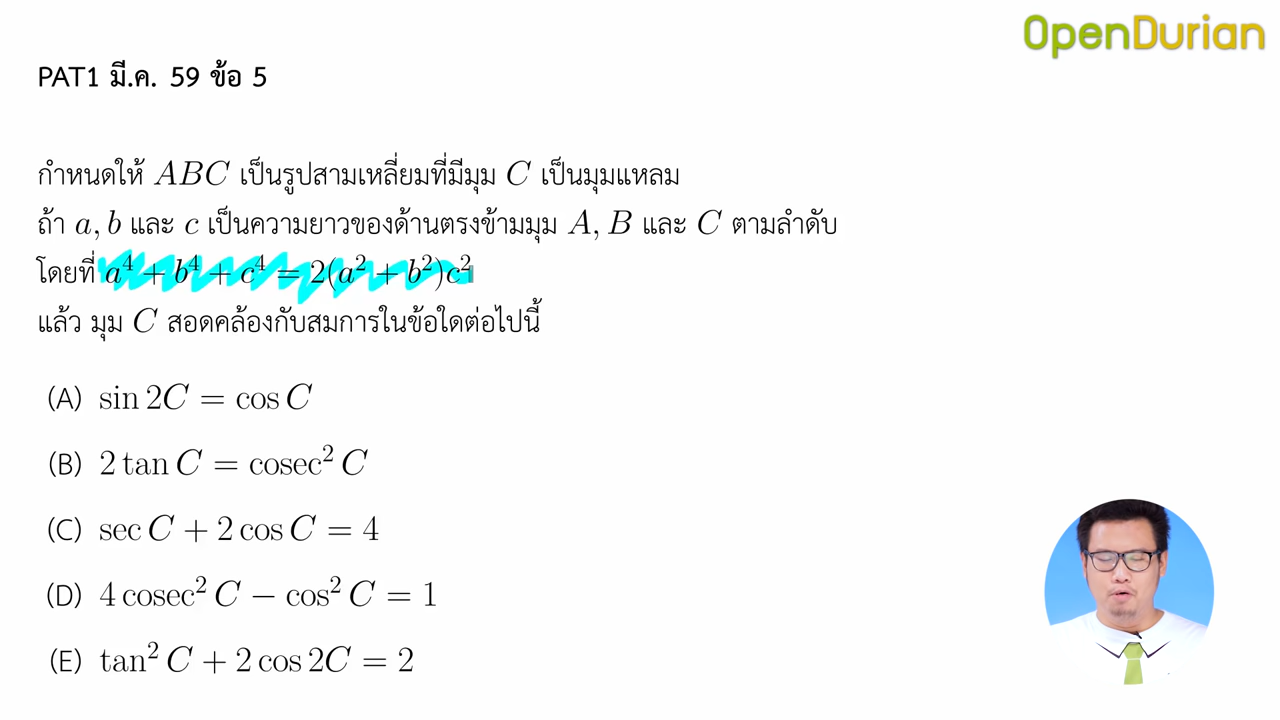 OpenDurian
PAT1 มี.ค. 59 ข้อ 5
กำหนดให้ ABC เป็นรูปสามเหลี่ยมที่มีมุม C เป็นมุมแหลม
ถ้า a, b และ c เป็นความยาวของด้านตรงข้ามมุม A, B และ C ตามลำดับ
โดยที่ a⁴ + b⁴ + c⁴ = 2(a² + b²)c²
แล้ว มุม C สอดคล้องกับสมการในข้อใดต่อไปนี้
(A) sin 2C = cos C
(B) 2 tan C = cosec² C
(C) sec C + 2 cos C = 4
(D) 4 cosec² C − cos² C = 1
(E) tan² C + 2 cos 2C = 2